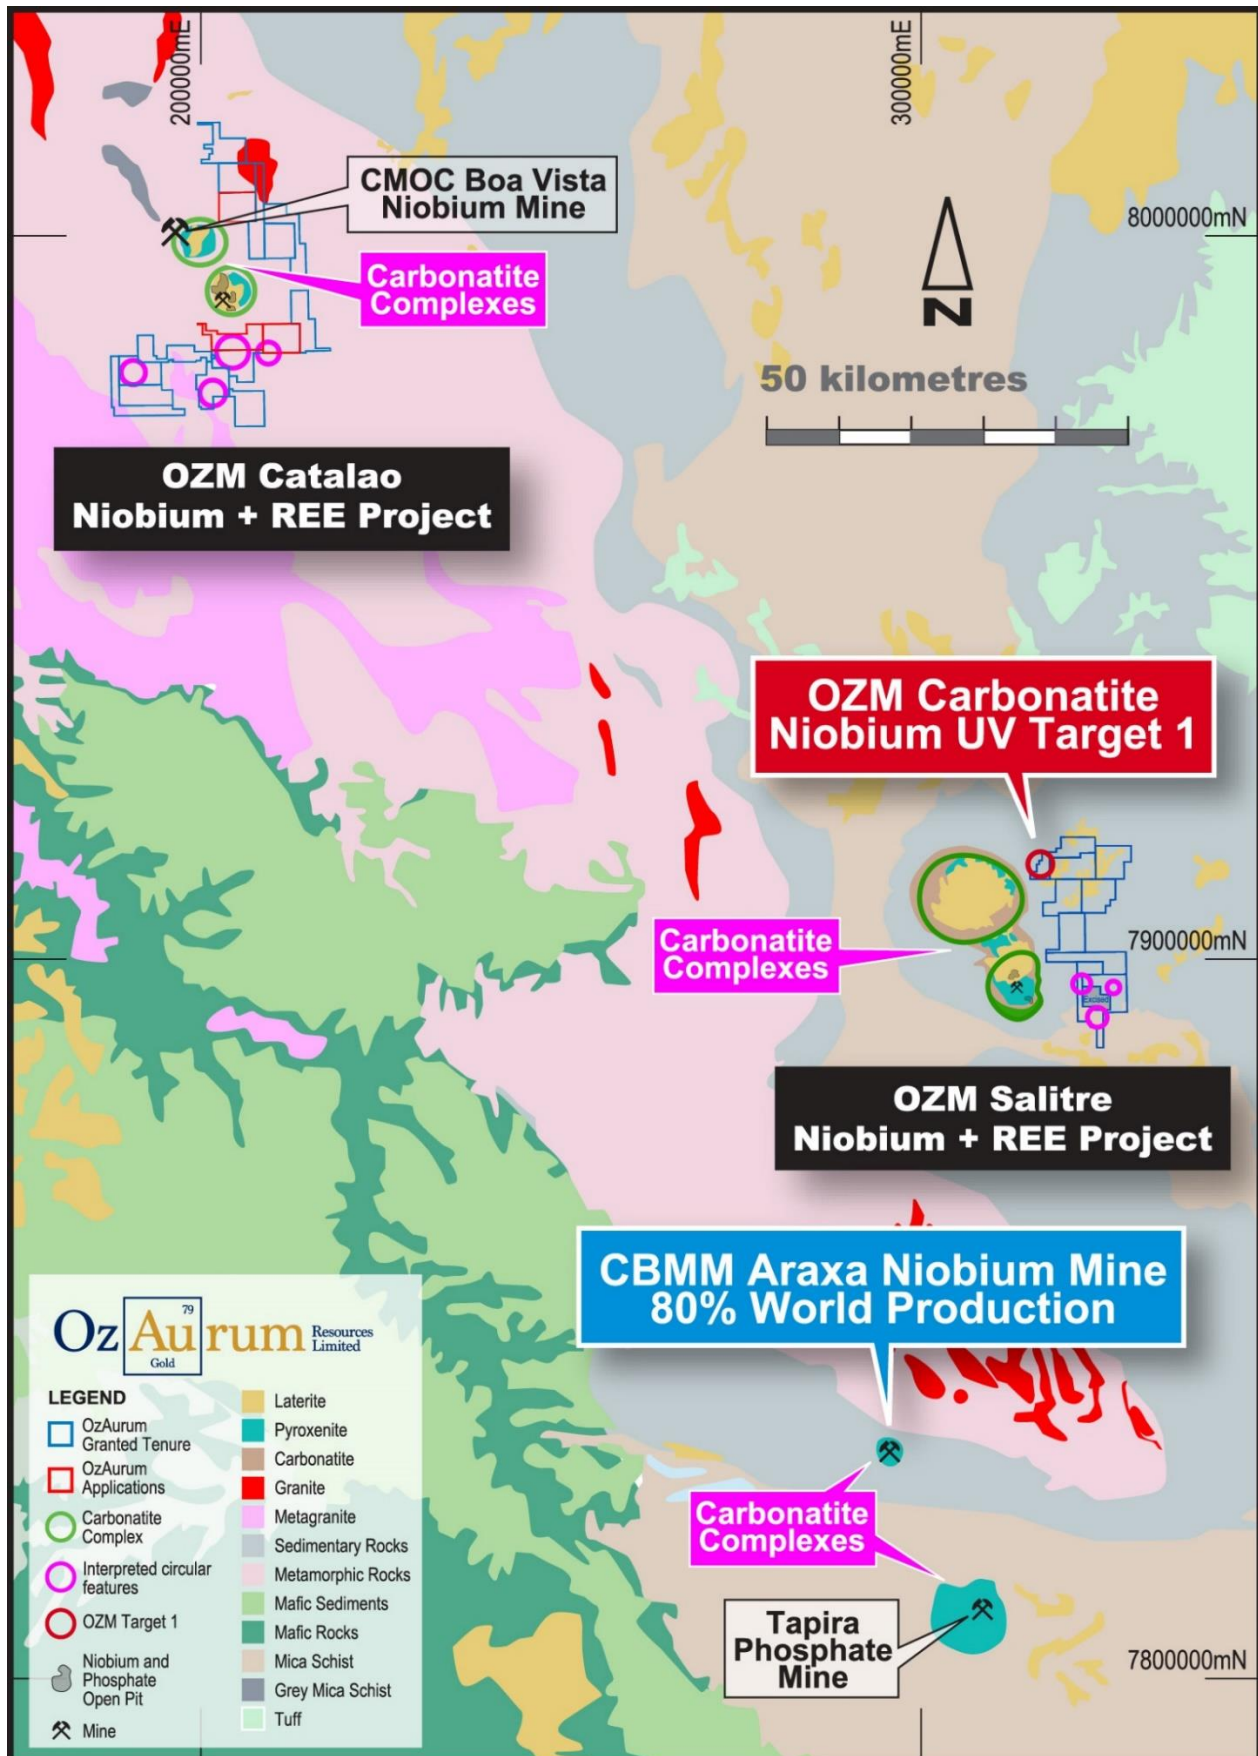 200000mE
300000mE
CMOC Boa Vista
Niobium Mine
8000000mN
Carbonatite
Complexes
N
50 kilometres
OZM Catalao
Niobium + REE Project
OZM Carbonatite
Niobium UV Target 1
Carbonatite
Complexes
7900000mN
OZM Salitre
Niobium + REE Project
CBMM Araxa Niobium Mine
80% World Production
Carbonatite
Complexes
Tapira
Phosphate
Mine
7800000mN
79
OzAurum Resources
Limited
Gold
LEGEND
OzAurum
Granted Tenure
OzAurum
Applications
Carbonatite
Complex
Interpreted circular
features
OZM Target 1
Niobium and
Phosphate
Open Pit
Mine
Laterite
Pyroxenite
Carbonatite
Granite
Metagranite
Sedimentary Rocks
Metamorphic Rocks
Mafic Sediments
Mafic Rocks
Mica Schist
Grey Mica Schist
Tuff